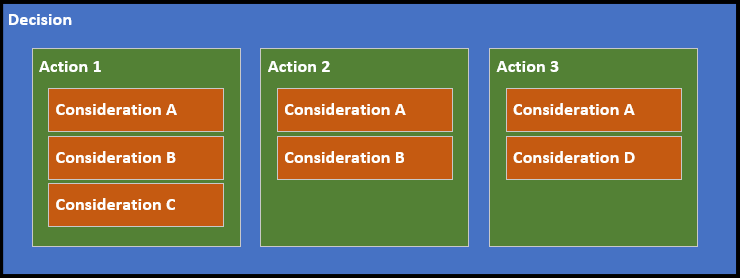 Decision
Action 1
Consideration A
Consideration B
Consideration C
Action 2
Consideration A
Consideration B
Action 3
Consideration A
Consideration D